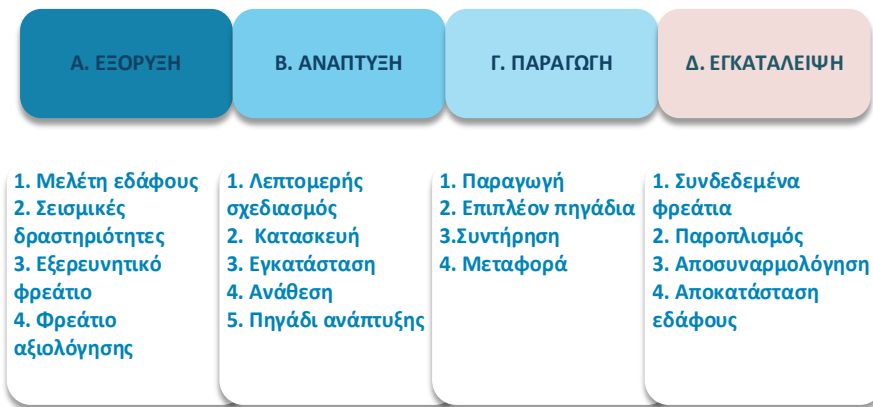 Α. ΕΞΟΡΥΞΗ
Β. ΑΝΑΠΤΥΞΗ
Γ. ΠΑΡΑΓΩΓΗ
Δ. ΕΓΚΑΤΑΛΕΙΨΗ
1. Μελέτη εδάφους
2. Σεισμικές
δραστηριότητες
3. Εξερευνητικό
φρεάτιο
4. Φρεάτιο
αξιολόγησης
1. Λεπτομερής
σχεδιασμός
2. Κατασκευή
3. Εγκατάσταση
4. Ανάθεση
5. Πηγάδι ανάπτυξης
1. Παραγωγή
2. Επιπλέον πηγάδια
3.Συντήρηση
4. Μεταφορά
1. Συνδεδεμένα
φρεάτια
2. Παροπλισμός
3. Αποσυναρμολόγηση
4. Αποκατάσταση
εδάφους